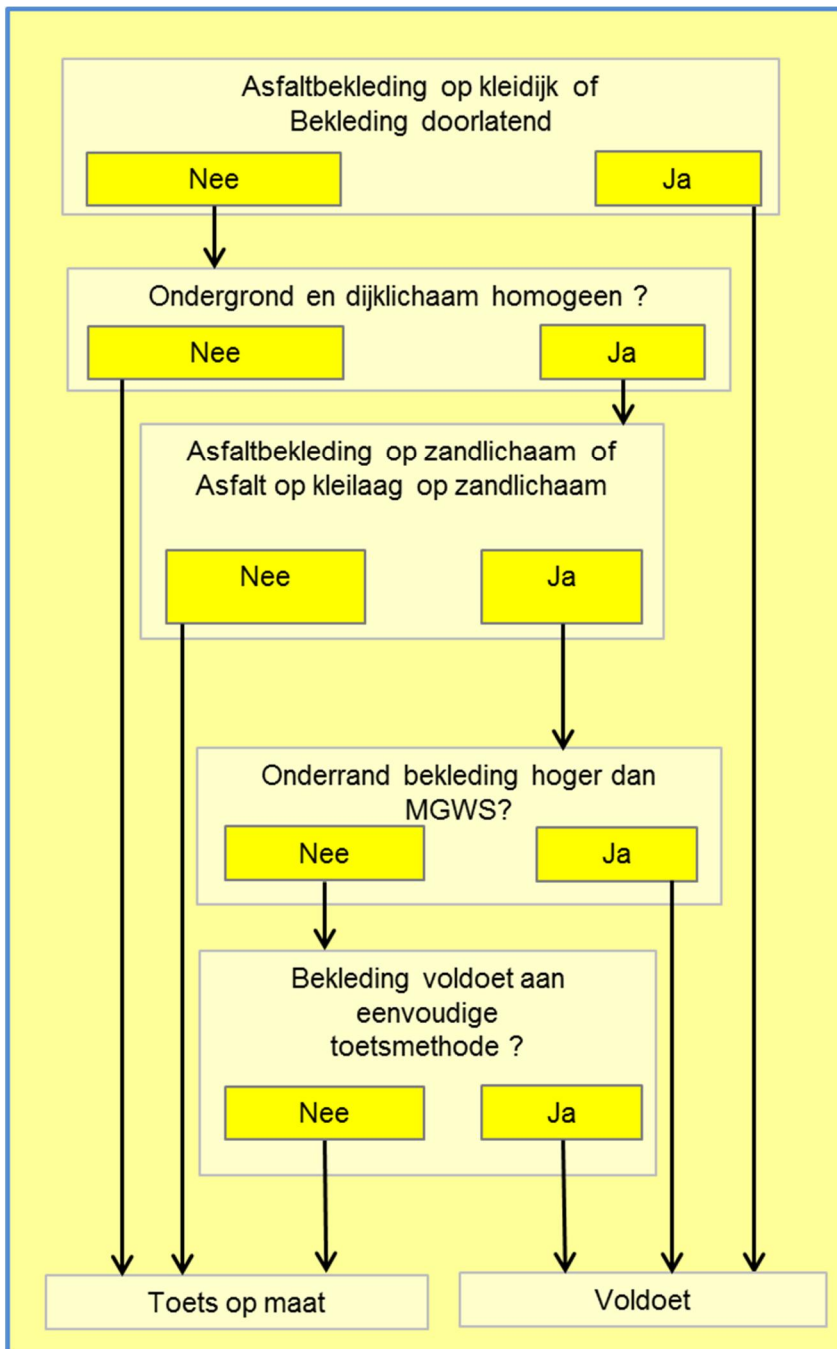 Asfaltbekleding op kleidijk of
Bekleding doorlatend
Nee
Ja
Ondergrond en dijklichaam homogeen ?
Nee
Ja
Asfaltbekleding op zandlichaam of
Asfalt op kleilaag op zandlichaam
Nee
Ja
Onderrand bekleding hoger dan
MGWS?
Nee
Ja
Bekleding voldoet aan
eenvoudige
toetsmethode ?
Nee
Ja
Toets op maat
Voldoet